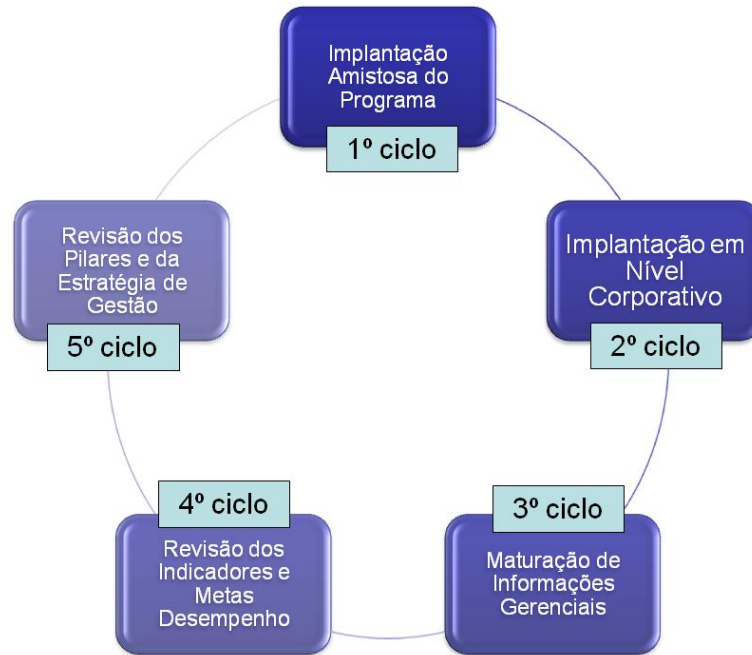 Implantação
Amistosa do
Programa
1º ciclo
Implantação em
Nível
Corporativo
2º ciclo
3º ciclo
Maturação de
Informações
Gerenciais
4º ciclo
Revisão dos
Indicadores e
Metas
Desempenho
Revisão dos
Pilares e da
Estratégia de
Gestão
5º ciclo